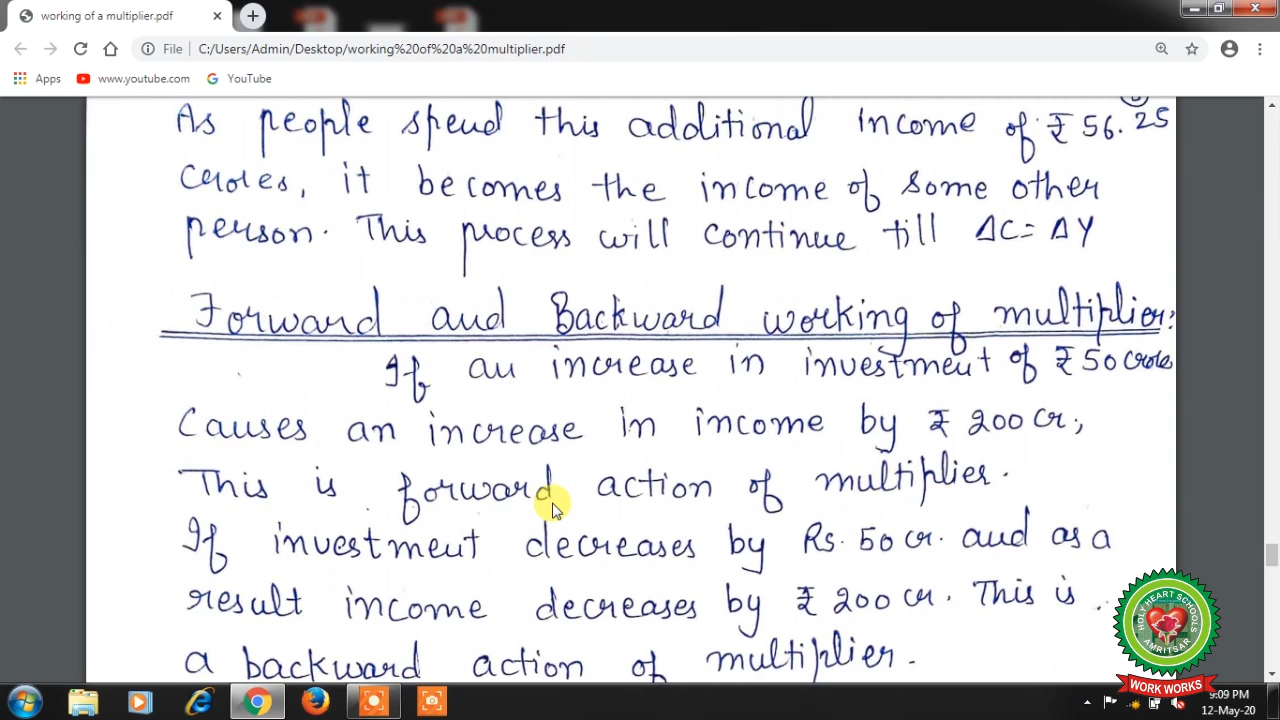 working of a multiplier.pdf
File | C:/Users/Admin/Desktop/working%20of%20a%20multiplier.pdf
Apps www.youtube.com YouTube
As people spend this additional income of ₹ 56.25
crores, it becomes the income of some other
person. This process will continue till ΔC= ΔY
Forward and Backward working of multiplier:
If an increase in investment of ₹ 50 crores
Causes an increase in income by ₹ 200 cr,
This is forward action of multiplier.
If investment decreases by Rs. 50 cr. and as a
result income decreases by ₹ 200 cr. This is
a backward action of multiplier.
HOLY HEART SCHOOLS
AMRITSAR
WORK WORKS
9:09 PM
12-May-20